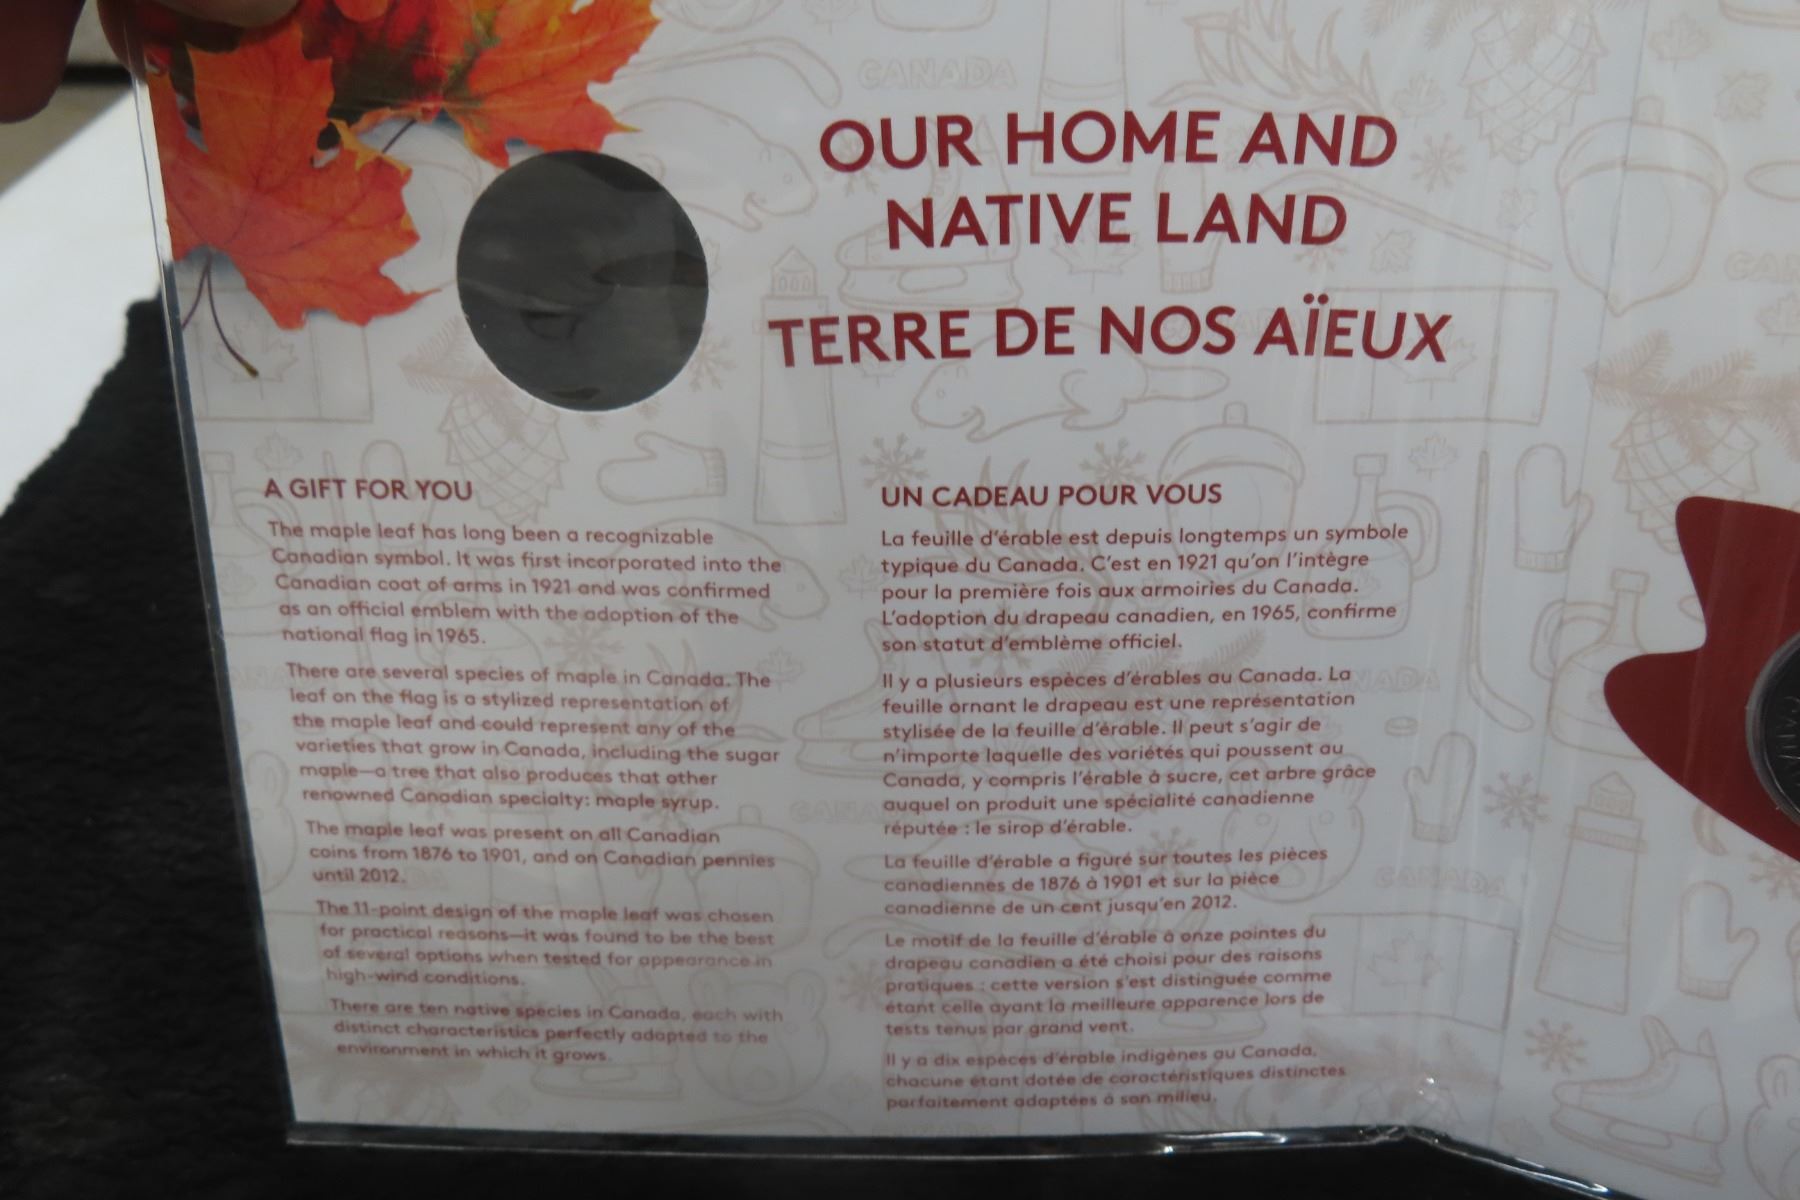 CANADA
OUR HOME AND
NATIVE LAND
TERRE DE NOS AÏEUX
A GIFT FOR YOU
The maple leaf has long been a recognizable
Canadian symbol. It was first incorporated into the
Canadian coat of arms in 1921 and was confirmed
as an official emblem with the adoption of the
national flag in 1965.
There are several species of maple in Canada. The
leaf on the flag is a stylized representation of
the maple leaf and could represent any of the
varieties that grow in Canada, including the sugar
maple—a tree that also produces that other
renowned Canadian specialty: maple syrup.
The maple leaf was present on all Canadian
coins from 1876 to 1901, and on Canadian pennies
until 2012.
The 11-point design of the maple leaf was chosen
for practical reasons—it was found to be the best
of several options when tested for appearance in
high-wind conditions.
There are ten native species in Canada, each with
distinct characteristics perfectly adapted to the
environment in which it grows.
UN CADEAU POUR VOUS
La feuille d'érable est depuis longtemps un symbole
typique du Canada. C'est en 1921 qu'on l'intègre
pour la première fois aux armoiries du Canada.
L'adoption du drapeau canadien, en 1965, confirme
son statut d'emblème officiel.
Il y a plusieurs espèces d'érables au Canada. La
feuille ornant le drapeau est une représentation
stylisée de la feuille d'érable. Il peut s'agir de
n'importe laquelle des variétés qui poussent au
Canada, y compris l'érable à sucre, cet arbre grâce
auquel on produit une spécialité canadienne
réputée : le sirop d'érable.
La feuille d'érable a figuré sur toutes les pièces
canadiennes de 1876 à 1901 et sur la pièce
canadienne de un cent jusqu'en 2012.
Le motif de la feuille d'érable à onze pointes du
drapeau canadien a été choisi pour des raisons
pratiques : cette version s'est distinguée comme
étant celle ayant la meilleure apparence lors de
tests tenus par grand vent.
Il y a dix espèces d'érable indigènes au Canada,
chacune étant dotée de caractéristiques distinctes
parfaitement adaptées à son milieu.
CANADA
CANADA
CANADA